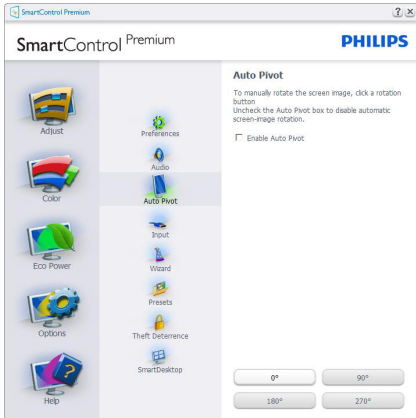 SmartControl Premium
? ×
SmartControl Premium
PHILIPS
Adjust
Color
Eco Power
Options
Help
Preferences
Audio
Auto Pivot
Input
Wizard
Presets
Theft Deterrence
SmartDesktop
Auto Pivot
To manually rotate the screen image, click a rotation
button
Uncheck the Auto Pivot box to disable automatic
screen-image rotation.
Enable Auto Pivot
0° 90°
180° 270°